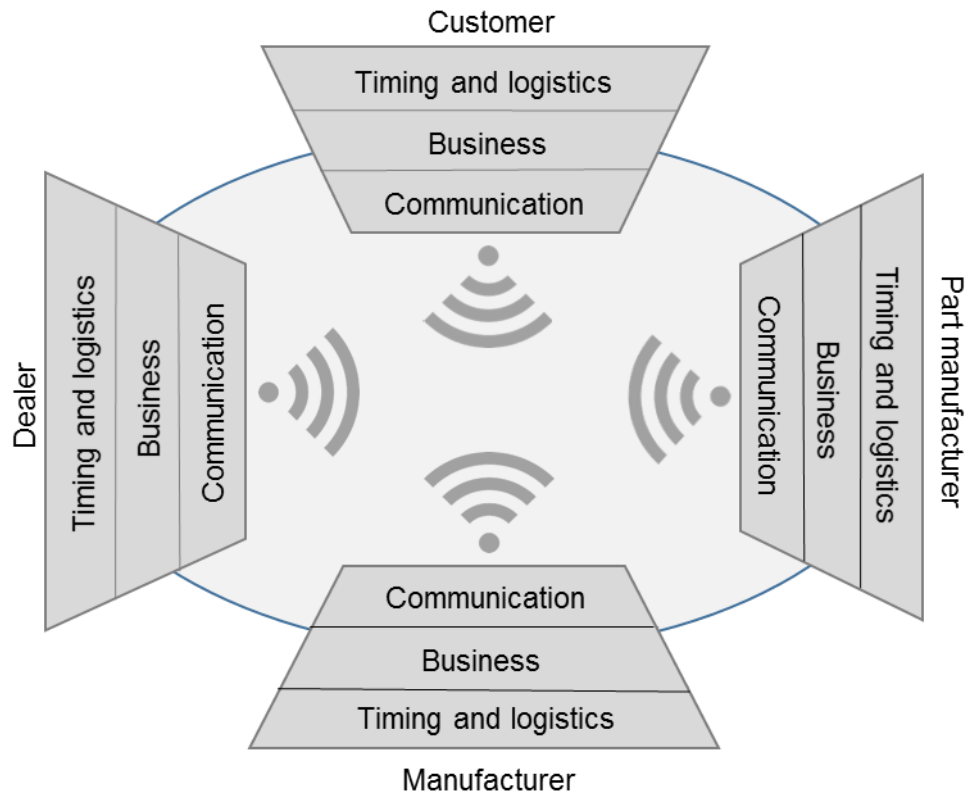 Customer
Timing and logistics
Business
Communication
Dealer
Timing and logistics
Business
Communication
Communication
Business
Timing and logistics
Part manufacturer
Communication
Business
Timing and logistics
Manufacturer